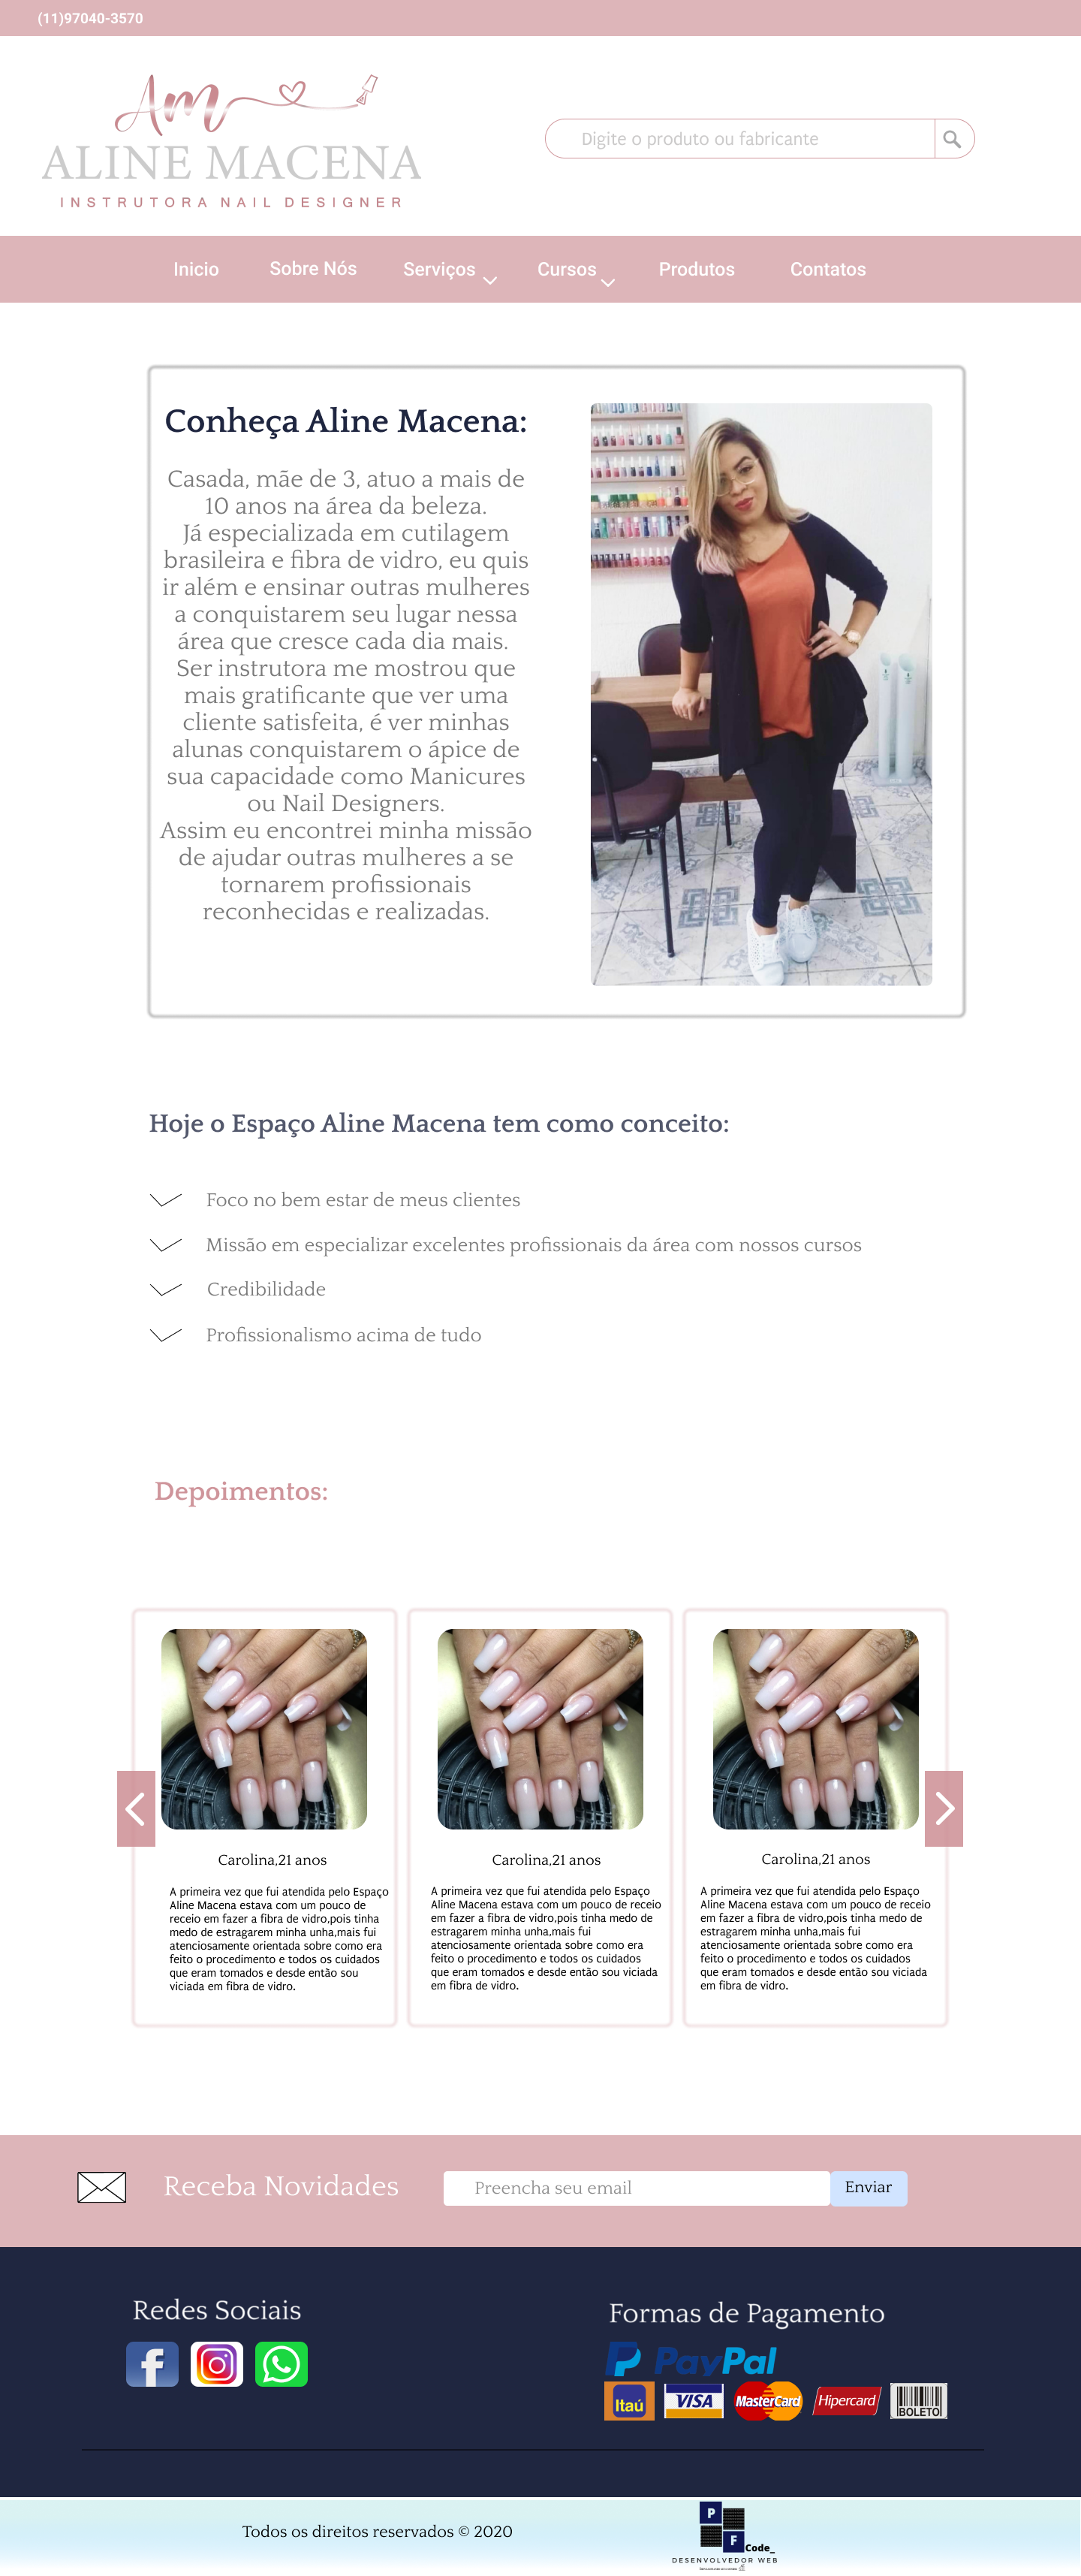 (11)97040-3570
Am
ALINE MACENA
INSTRUTORA NAIL DESIGNER
Digite o produto ou fabricante
Inicio Sobre Nós Serviços Cursos Produtos Contatos
Conheça Aline Macena:
Casada, mãe de 3, atuo a mais de
10 anos na área da beleza.
Já especializada em cutilagem
brasileira e fibra de vidro, eu quis
ir além e ensinar outras mulheres
a conquistarem seu lugar nessa
área que cresce cada dia mais.
Ser instrutora me mostrou que
mais gratificante que ver uma
cliente satisfeita, é ver minhas
alunas conquistarem o ápice de
sua capacidade como Manicures
ou Nail Designers.
Assim eu encontrei minha missão
de ajudar outras mulheres a se
tornarem profissionais
reconhecidas e realizadas.
Hoje o Espaço Aline Macena tem como conceito:
Foco no bem estar de meus clientes
Missão em especializar excelentes profissionais da área com nossos cursos
Credibilidade
Profissionalismo acima de tudo
Depoimentos:
Carolina,21 anos
A primeira vez que fui atendida pelo Espaço
Aline Macena estava com um pouco de
receio em fazer a fibra de vidro,pois tinha
medo de estragarem minha unha,mais fui
atenciosamente orientada sobre como era
feito o procedimento e todos os cuidados
que eram tomados e desde então sou
viciada em fibra de vidro.
Carolina,21 anos
A primeira vez que fui atendida pelo Espaço
Aline Macena estava com um pouco de receio
em fazer a fibra de vidro,pois tinha medo de
estragarem minha unha,mais fui
atenciosamente orientada sobre como era
feito o procedimento e todos os cuidados
que eram tomados e desde então sou viciada
em fibra de vidro.
Carolina,21 anos
A primeira vez que fui atendida pelo Espaço
Aline Macena estava com um pouco de receio
em fazer a fibra de vidro,pois tinha medo de
estragarem minha unha,mais fui
atenciosamente orientada sobre como era
feito o procedimento e todos os cuidados
que eram tomados e desde então sou viciada
em fibra de vidro.
Receba Novidades
Preencha seu email
Enviar
Redes Sociais
Formas de Pagamento
PayPal
Itaú VISA MasterCard Hipercard BOLETO
Todos os direitos reservados © 2020
P
F
Code_
DESENVOLVEDOR WEB